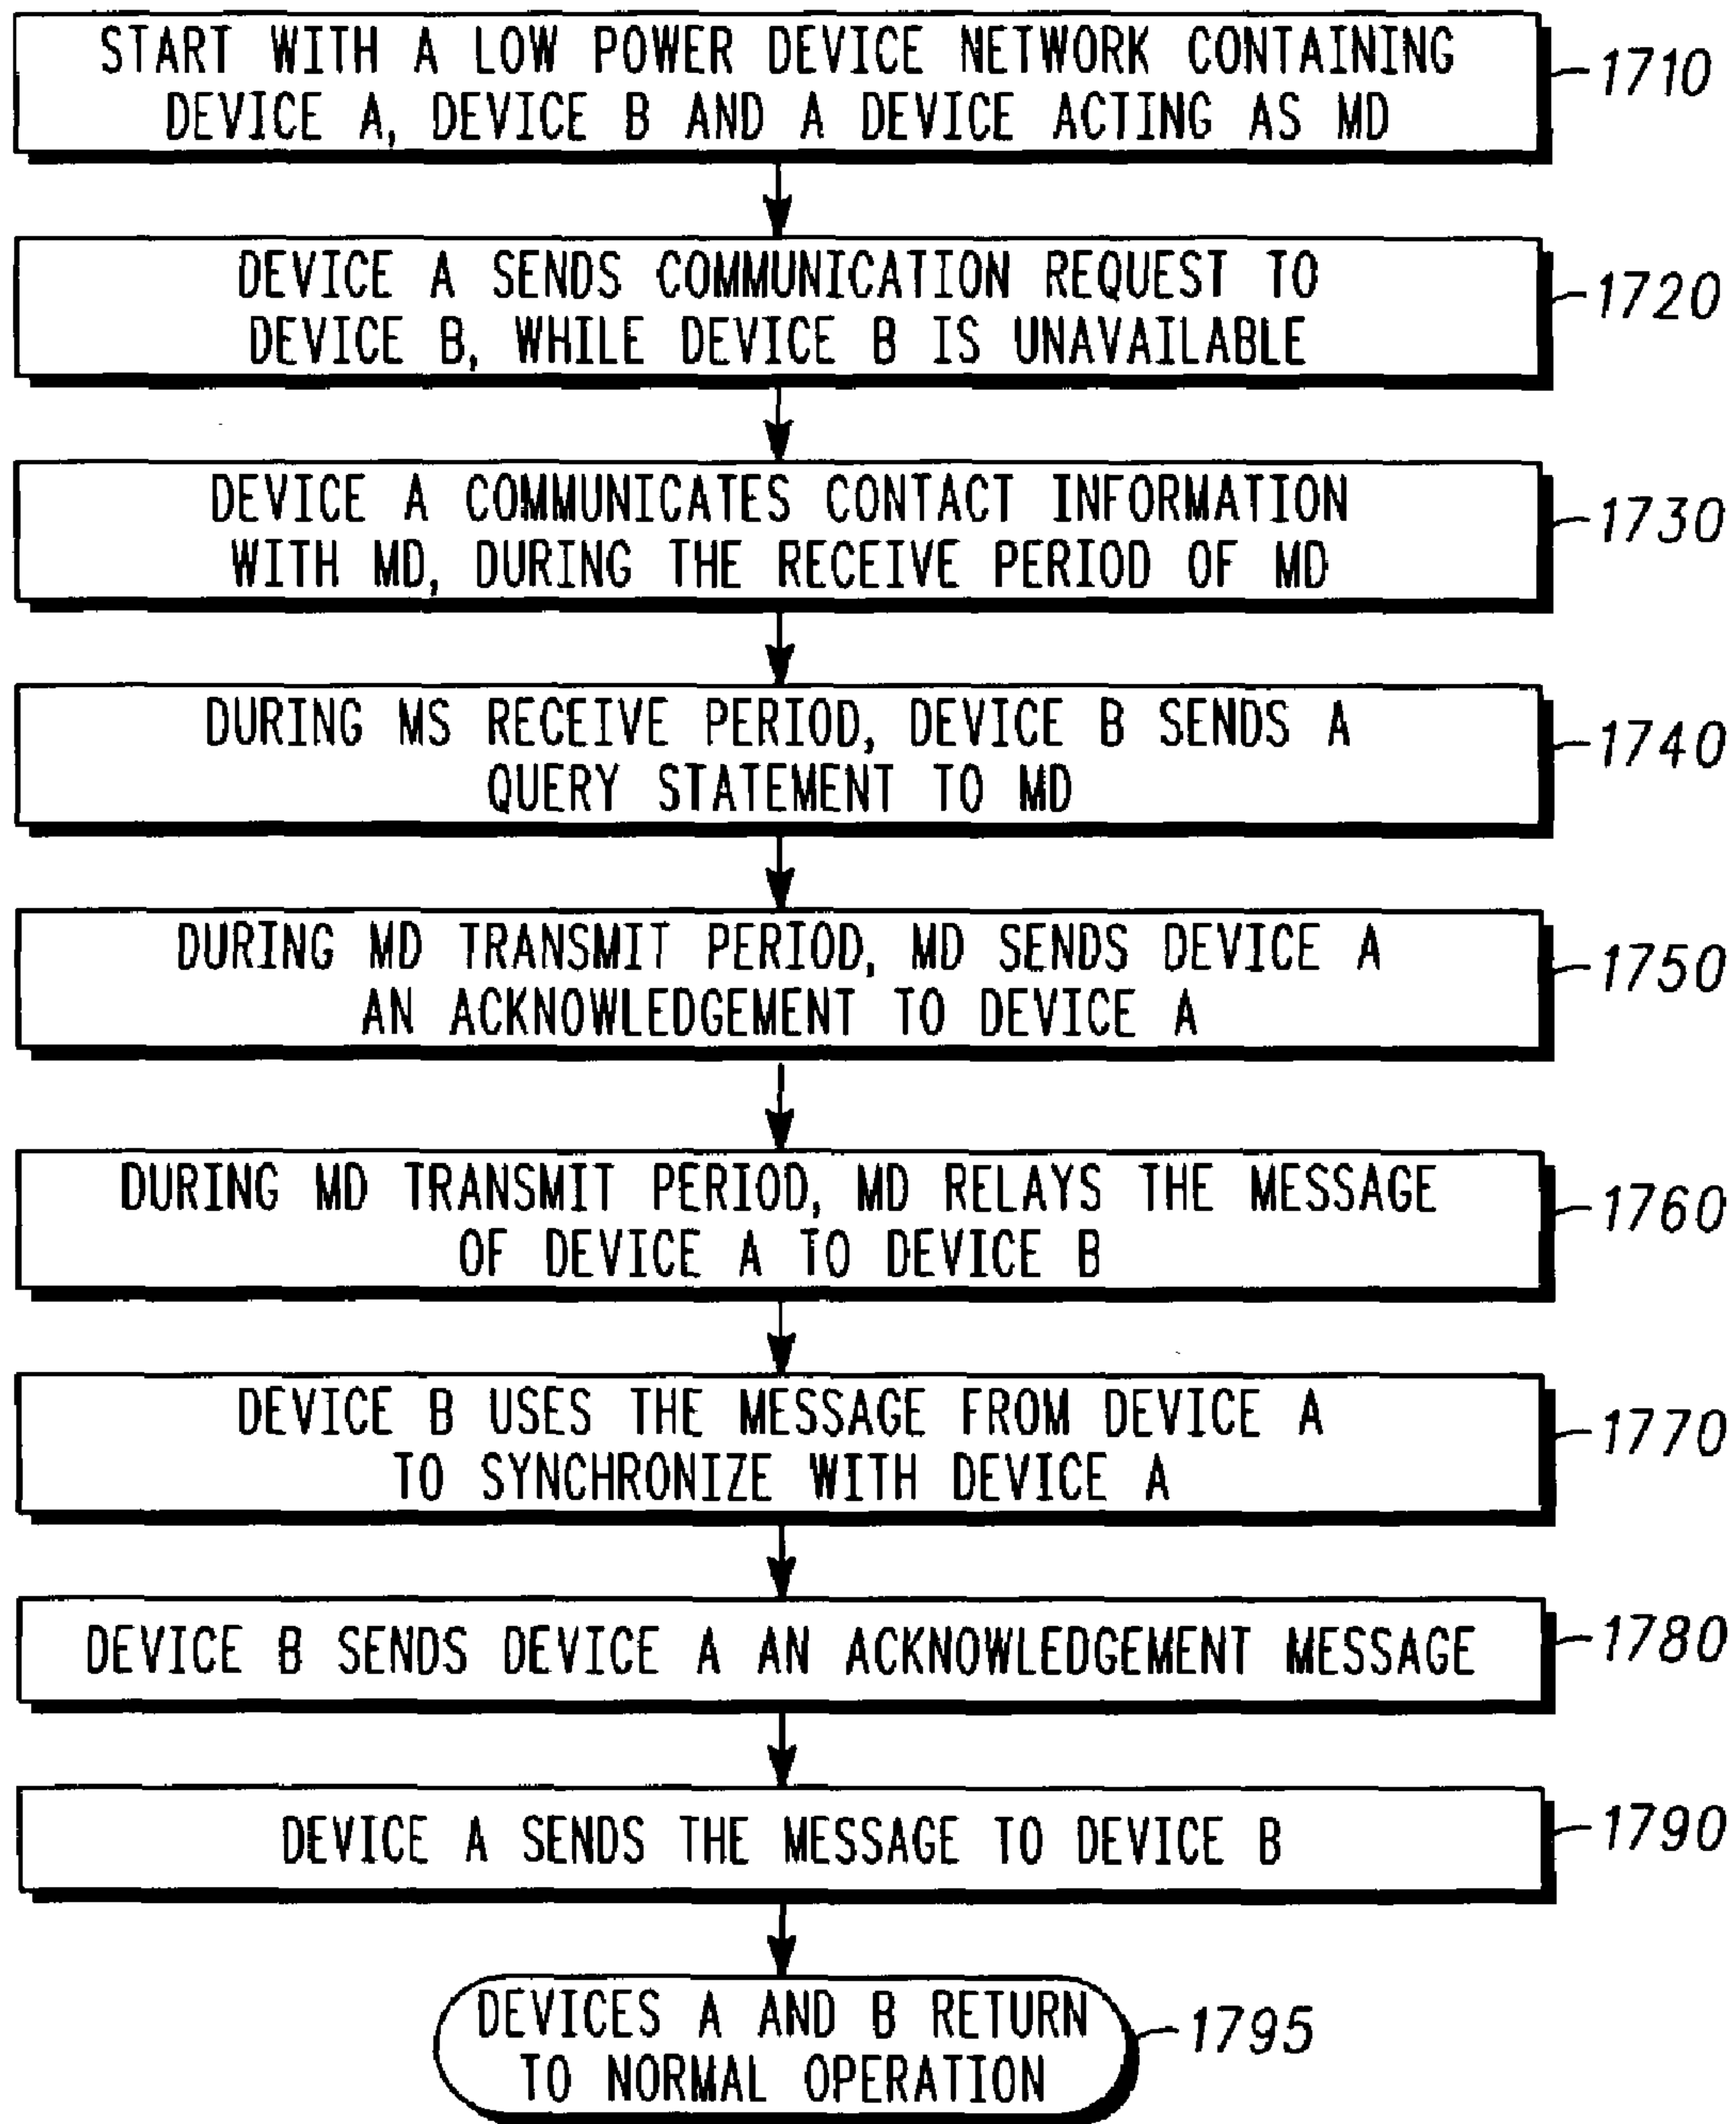 START WITH A LOW POWER DEVICE NETWORK CONTAINING
DEVICE A, DEVICE B AND A DEVICE ACTING AS MD
1710
DEVICE A SENDS COMMUNICATION REQUEST TO
DEVICE B, WHILE DEVICE B IS UNAVAILABLE
1720
DEVICE A COMMUNICATES CONTACT INFORMATION
WITH MD, DURING THE RECEIVE PERIOD OF MD
1730
DURING MS RECEIVE PERIOD, DEVICE B SENDS A
QUERY STATEMENT TO MD
1740
DURING MD TRANSMIT PERIOD, MD SENDS DEVICE A
AN ACKNOWLEDGEMENT TO DEVICE A
1750
DURING MD TRANSMIT PERIOD, MD RELAYS THE MESSAGE
OF DEVICE A TO DEVICE B
1760
DEVICE B USES THE MESSAGE FROM DEVICE A
TO SYNCHRONIZE WITH DEVICE A
1770
DEVICE B SENDS DEVICE A AN ACKNOWLEDGEMENT MESSAGE
1780
DEVICE A SENDS THE MESSAGE TO DEVICE B
1790
DEVICES A AND B RETURN
TO NORMAL OPERATION
1795